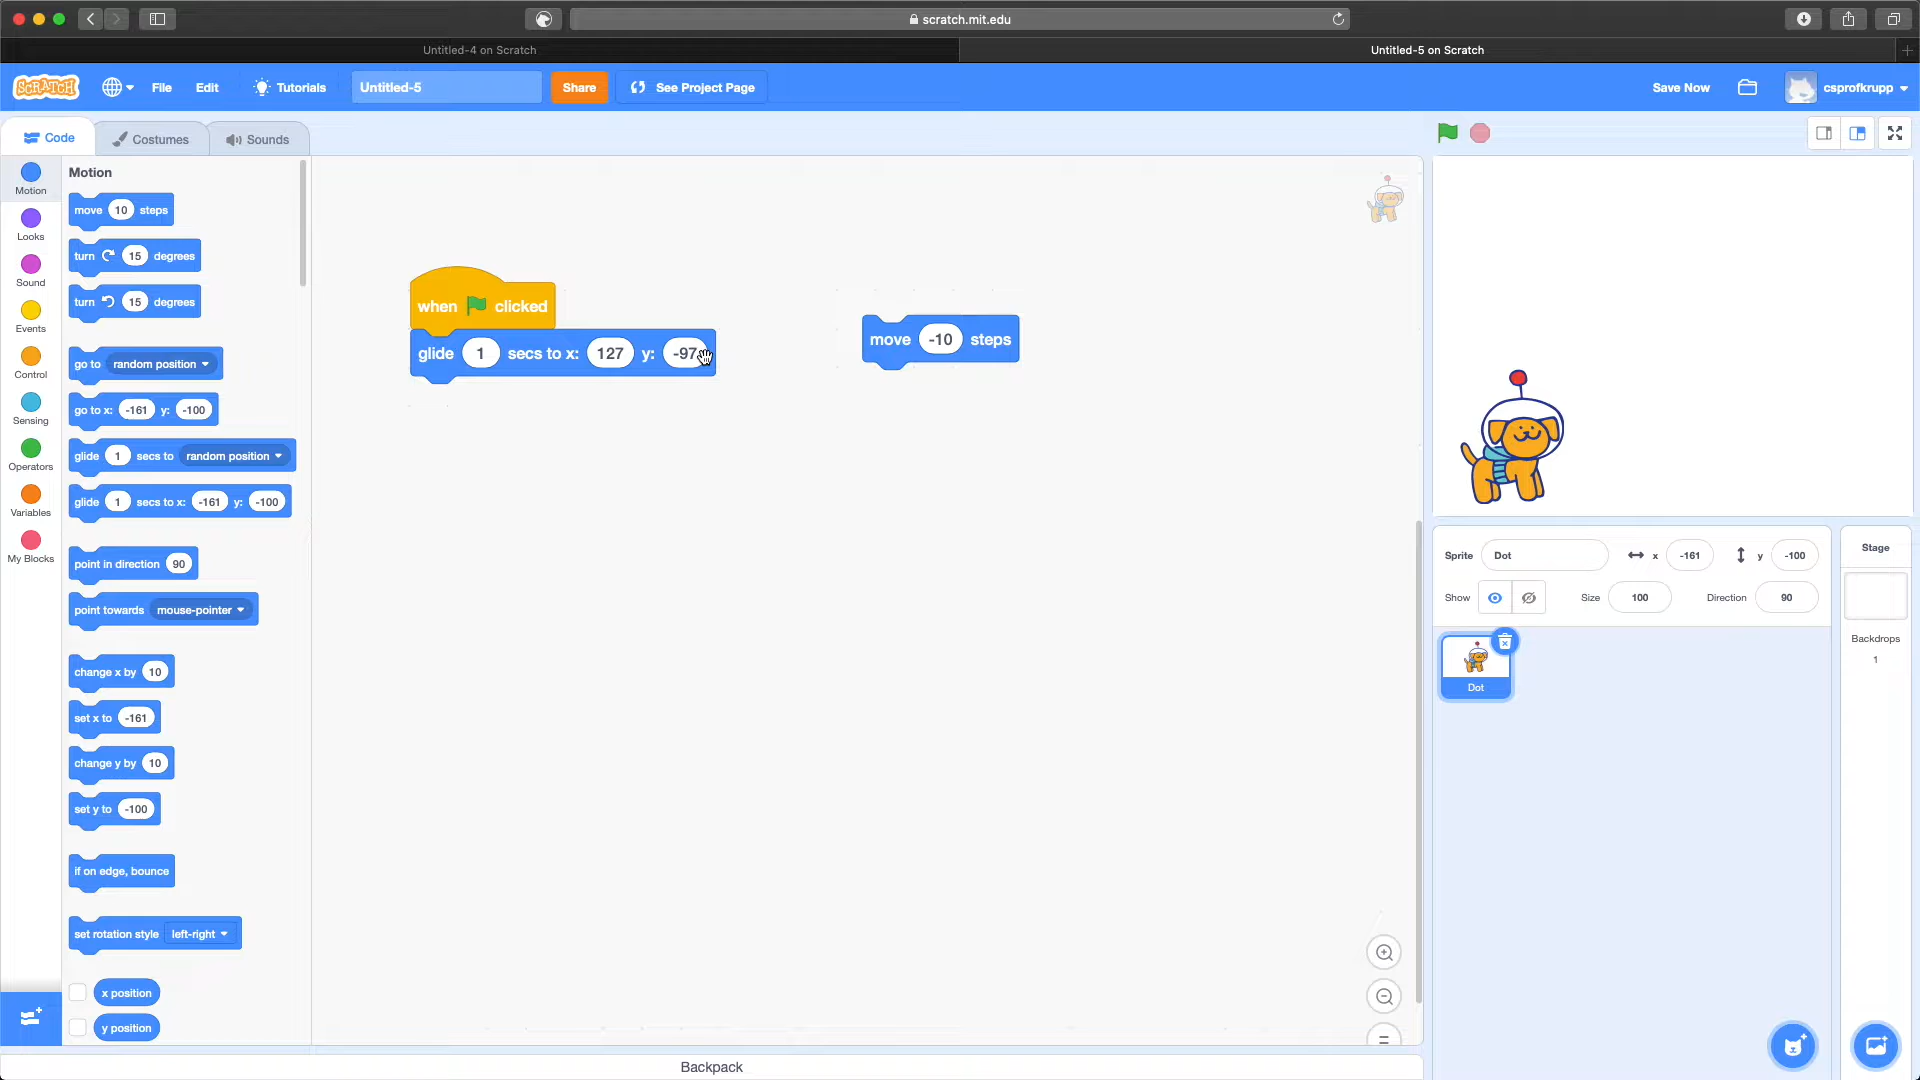 scratch.mit.edu
Untitled-4 on Scratch
Untitled-5 on Scratch
SCRATCH
File
Edit
Tutorials
Untitled-5
Share
See Project Page
Save Now
csprofkrupp
Code
Costumes
Sounds
Motion
Looks
Sound
Events
Control
Sensing
Operators
Variables
My Blocks
Motion
move 10 steps
turn 15 degrees
turn 15 degrees
go to random position
go to x: -161 y: -100
glide 1 secs to random position
glide 1 secs to x: -161 y: -100
point in direction 90
point towards mouse-pointer
change x by 10
set x to -161
change y by 10
set y to -100
if on edge, bounce
set rotation style left-right
x position
y position
when clicked
glide 1 secs to x: 127 y: -97
move -10 steps
Sprite Dot x -161 y -100
Show Size 100 Direction 90
Dot
Stage
Backdrops
1
Backpack